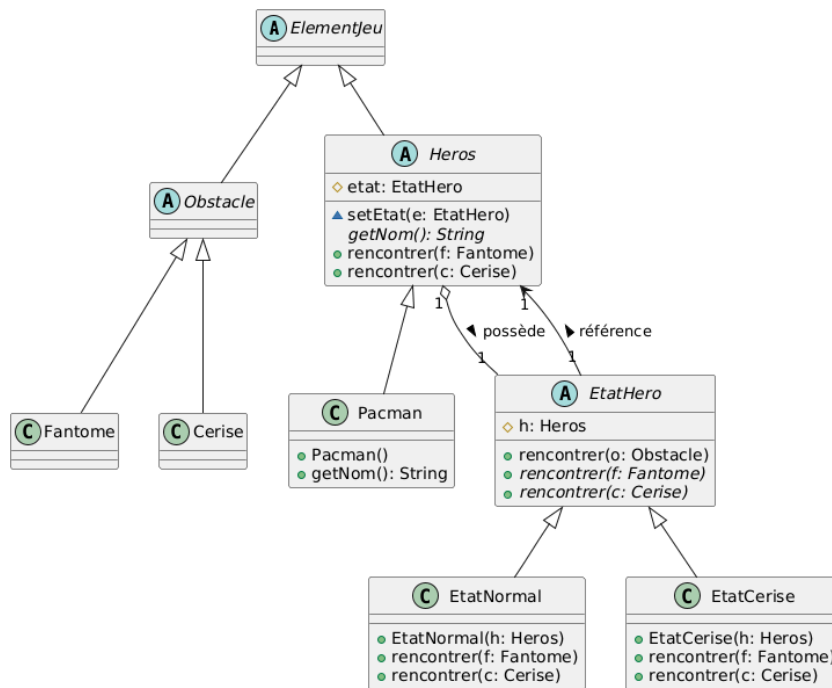 A ElementJeu
A Heros
etat: EtatHero
setEtat(e: EtatHero)
getNom(): String
rencontrer(f: Fantome)
rencontrer(c: Cerise)
A Obstacle
1
1
possède
référence
1
1
A EtatHero
h: Heros
rencontrer(o: Obstacle)
rencontrer(f: Fantome)
rencontrer(c: Cerise)
C Fantome
C Cerise
C Pacman
Pacman()
getNom(): String
C EtatNormal
EtatNormal(h: Heros)
rencontrer(f: Fantome)
rencontrer(c: Cerise)
C EtatCerise
EtatCerise(h: Heros)
rencontrer(f: Fantome)
rencontrer(c: Cerise)